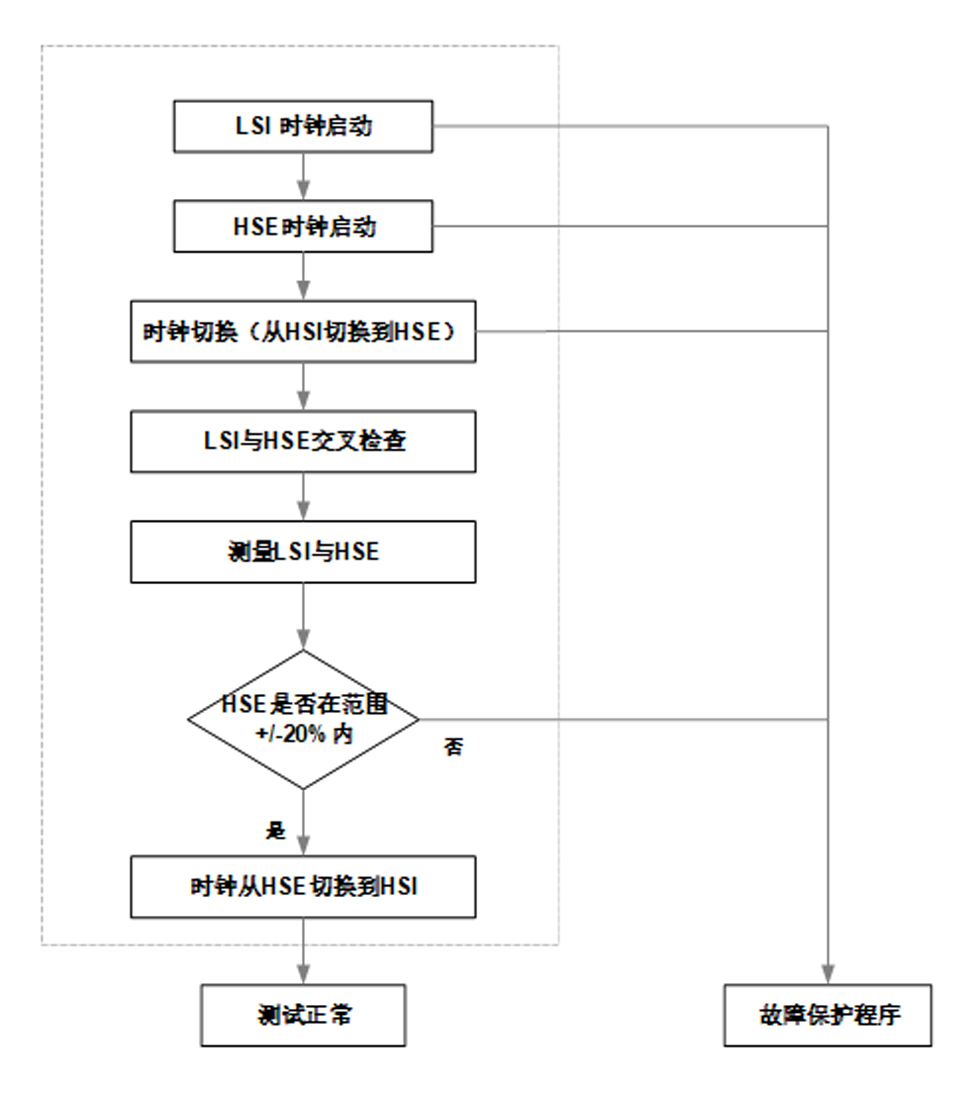 LSI 时钟启动
HSE时钟启动
时钟切换（从HSI切换到HSE）
LSI与HSE交叉检查
测量LSI与HSE
HSE是否在范围
+/-20% 内
否
是
时钟从HSE切换到HSI
测试正常
故障保护程序